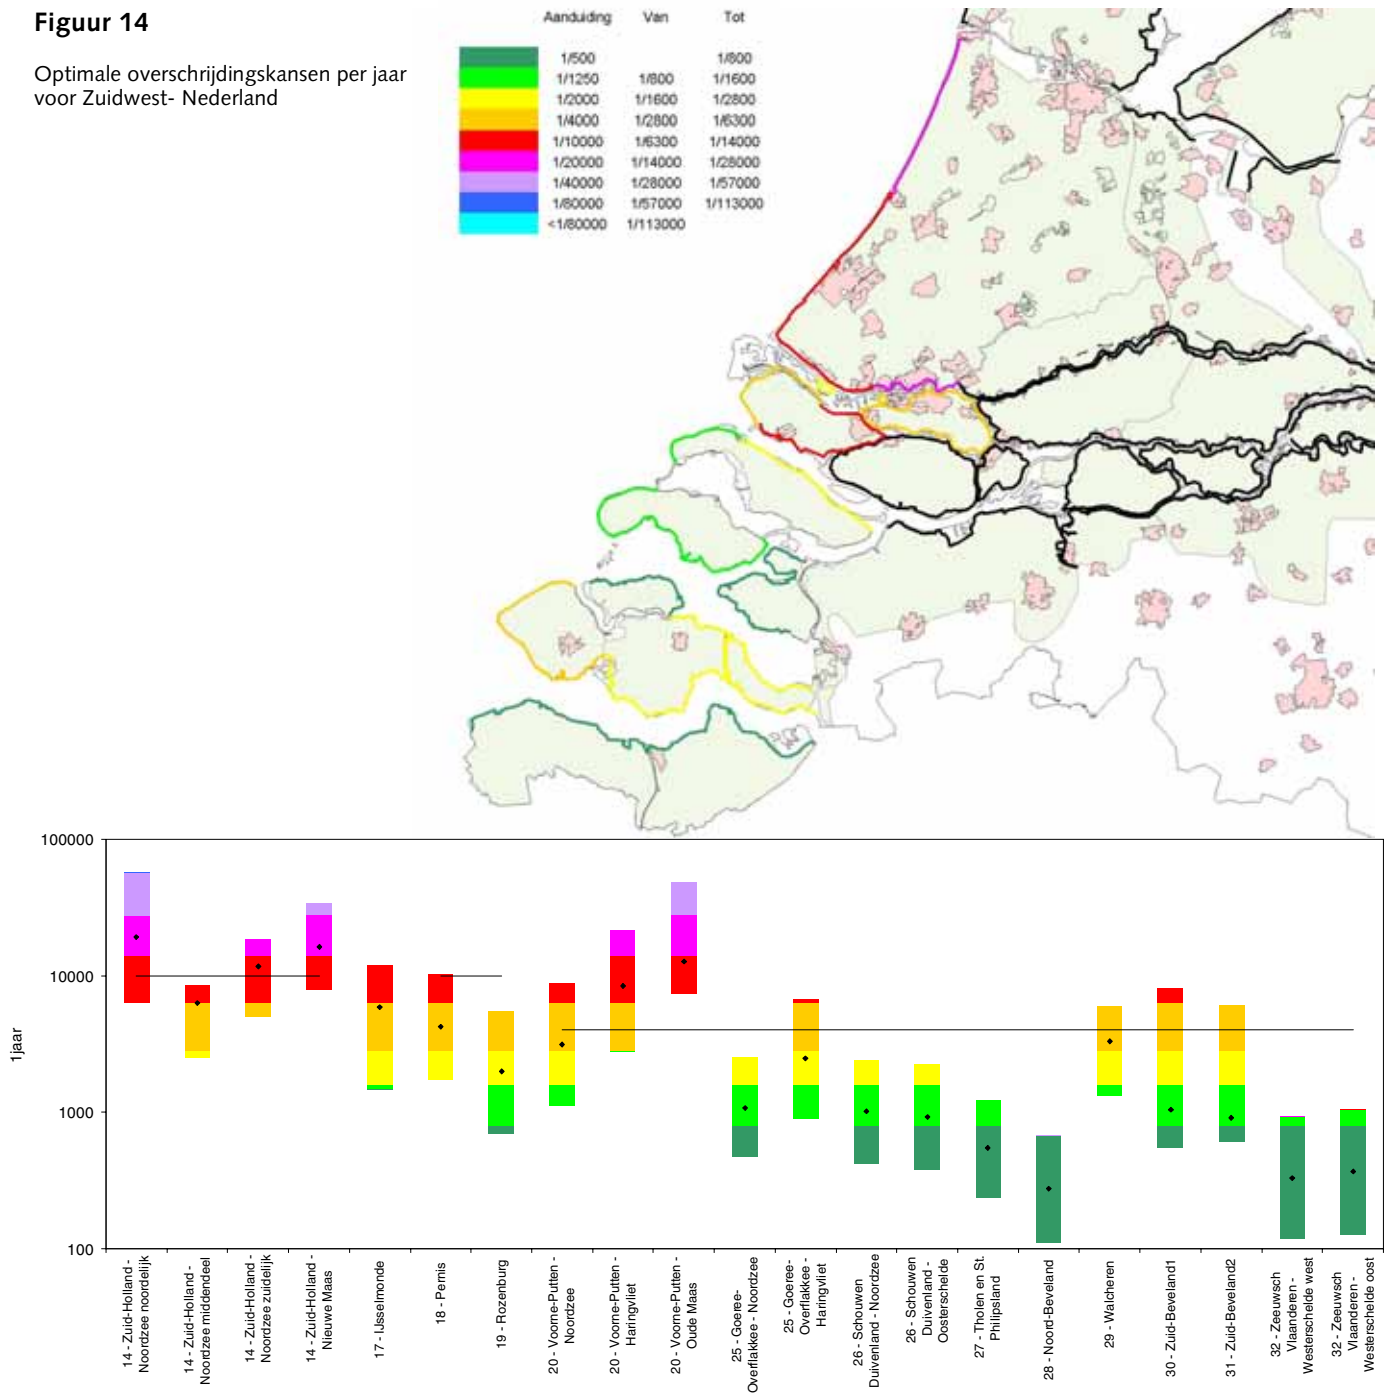 Figuur 14
Optimale overschrijdingskansen per jaar
voor Zuidwest- Nederland
Aanduiding Van Tot
1/500 1/800
1/1250 1/800 1/1600
1/2000 1/1600 1/2800
1/4000 1/2800 1/6300
1/10000 1/6300 1/14000
1/20000 1/14000 1/28000
1/40000 1/28000 1/57000
1/80000 1/57000 1/113000
<1/80000 1/113000
100000
10000
1000
100
1jaar
14 - Zuid-Holland -
Noordzee noordelijk
14 - Zuid-Holland -
Noordzee middendeel
14 - Zuid-Holland -
Noordzee zuidelijk
14 - Zuid-Holland -
Nieuwe Maas
17 - IJsselmonde
18 - Pernis
19 - Rozenburg
20 - Voorne-Putten -
Noordzee
20 - Voorne-Putten -
Haringvliet
20 - Voorne-Putten -
Oude Maas
25 - Goeree-
Overflakkee - Noordzee
25 - Goeree-
Overflakkee -
Haringvliet
26 - Schouwen
Duivenland - Noordzee
26 - Schouwen
Duivenland -
Oosterschelde
27 - Tholen en St.
Philipsland
28 - Noord-Beveland
29 - Walcheren
30 - Zuid-Beveland1
31 - Zuid-Beveland2
32 - Zeeuwsch
Vlaanderen -
Westerschelde west
32 - Zeeuwsch
Vlaanderen -
Westerschelde oost